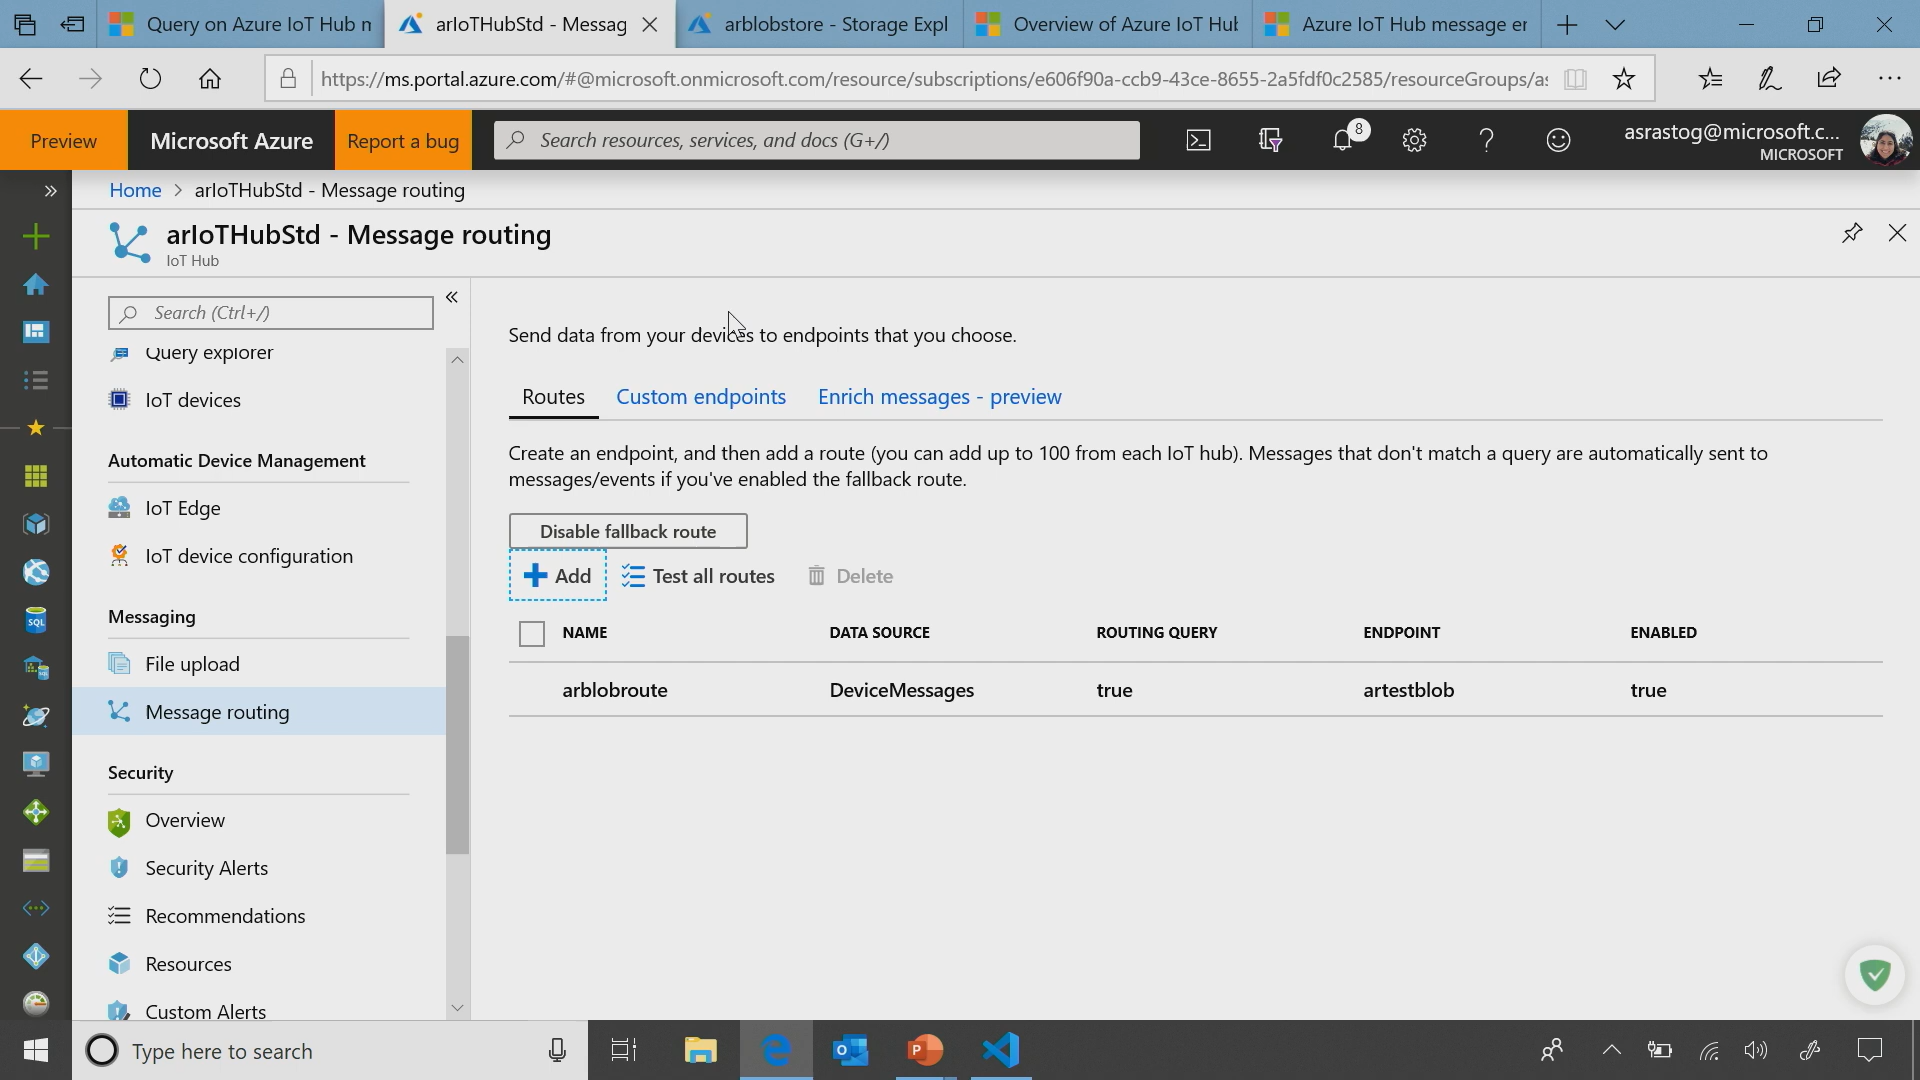 Query on Azure IoT Hub m
arIoTHubStd - Messag
arblobstore - Storage Expl
Overview of Azure IoT Hub
Azure IoT Hub message er
https://ms.portal.azure.com/#@microsoft.onmicrosoft.com/resource/subscriptions/e606f90a-ccb9-43ce-8655-2a5fdf0c2585/resourceGroups/as
Preview
Microsoft Azure
Report a bug
Search resources, services, and docs (G+/)
8
asrastog@microsoft.c...
MICROSOFT
Home > arIoTHubStd - Message routing
arIoTHubStd - Message routing
IoT Hub
Search (Ctrl+/)
Query explorer
IoT devices
Automatic Device Management
IoT Edge
IoT device configuration
Messaging
File upload
Message routing
Security
Overview
Security Alerts
Recommendations
Resources
Custom Alerts
Send data from your devices to endpoints that you choose.
Routes Custom endpoints Enrich messages - preview
Create an endpoint, and then add a route (you can add up to 100 from each IoT hub). Messages that don't match a query are automatically sent to
messages/events if you've enabled the fallback route.
Disable fallback route
Add Test all routes Delete
NAME DATA SOURCE ROUTING QUERY ENDPOINT ENABLED
arblobroute DeviceMessages true artestblob true
SQL
Type here to search